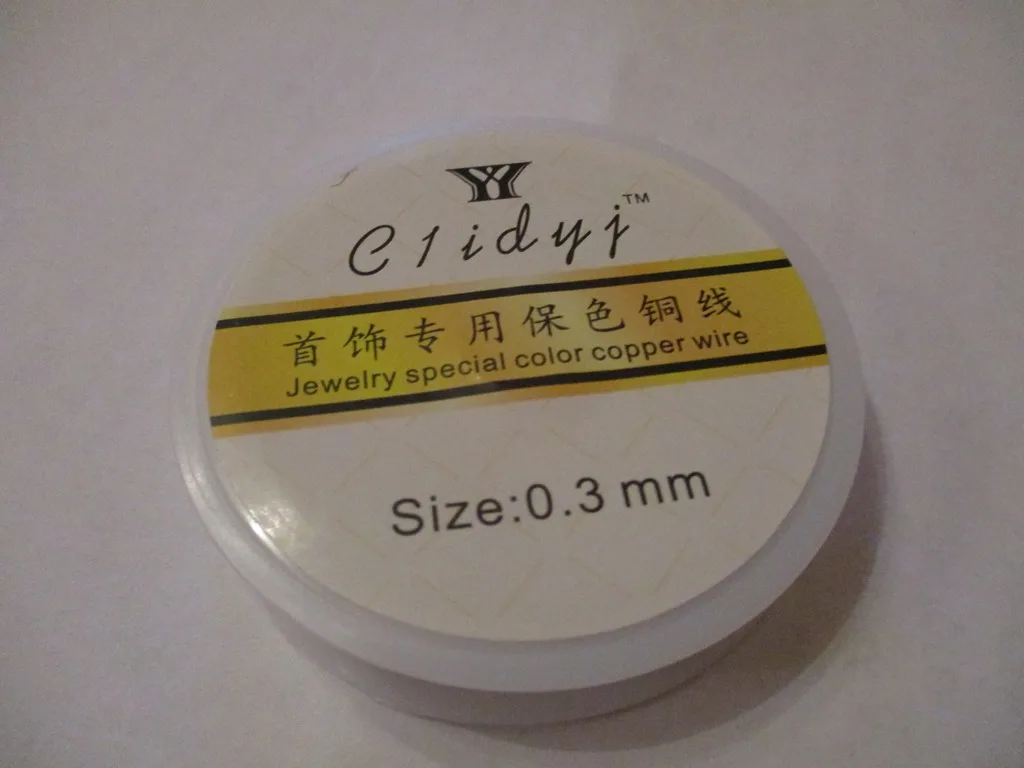 C1idyj™
首饰专用保色铜线
Jewelry special color copper wire
Size:0.3 mm